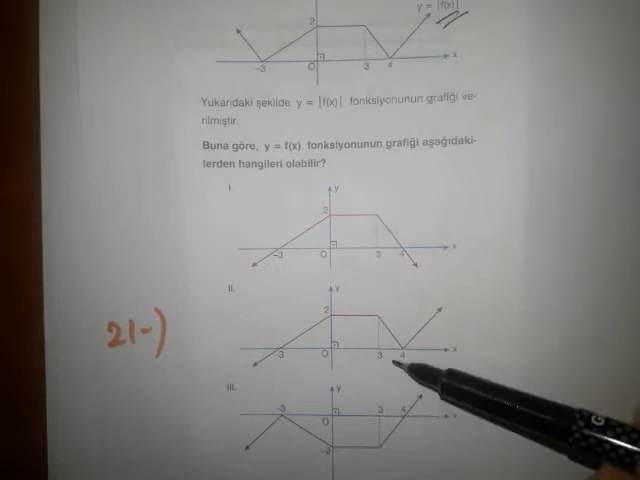 y = |f(x)|
2
-3 O 3 4 x
Yukarıdaki şekilde y = |f(x)| fonksiyonunun grafiği ve-
rilmiştir.
Buna göre, y = f(x) fonksiyonunun grafiği aşağıdaki-
lerden hangileri olabilir?
I.
y
2
-3 O 3 4 x
II.
y
2
21-)
-3 O 3 4 x
III.
y
-3 O 3 4 x
-2
G